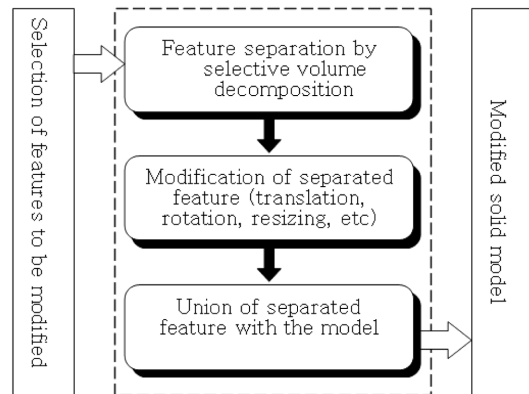 Selection of features to be modified
Feature separation by
selective volume
decomposition
Modification of separated
feature (translation,
rotation, resizing, etc)
Union of separated
feature with the model
Modified solid model